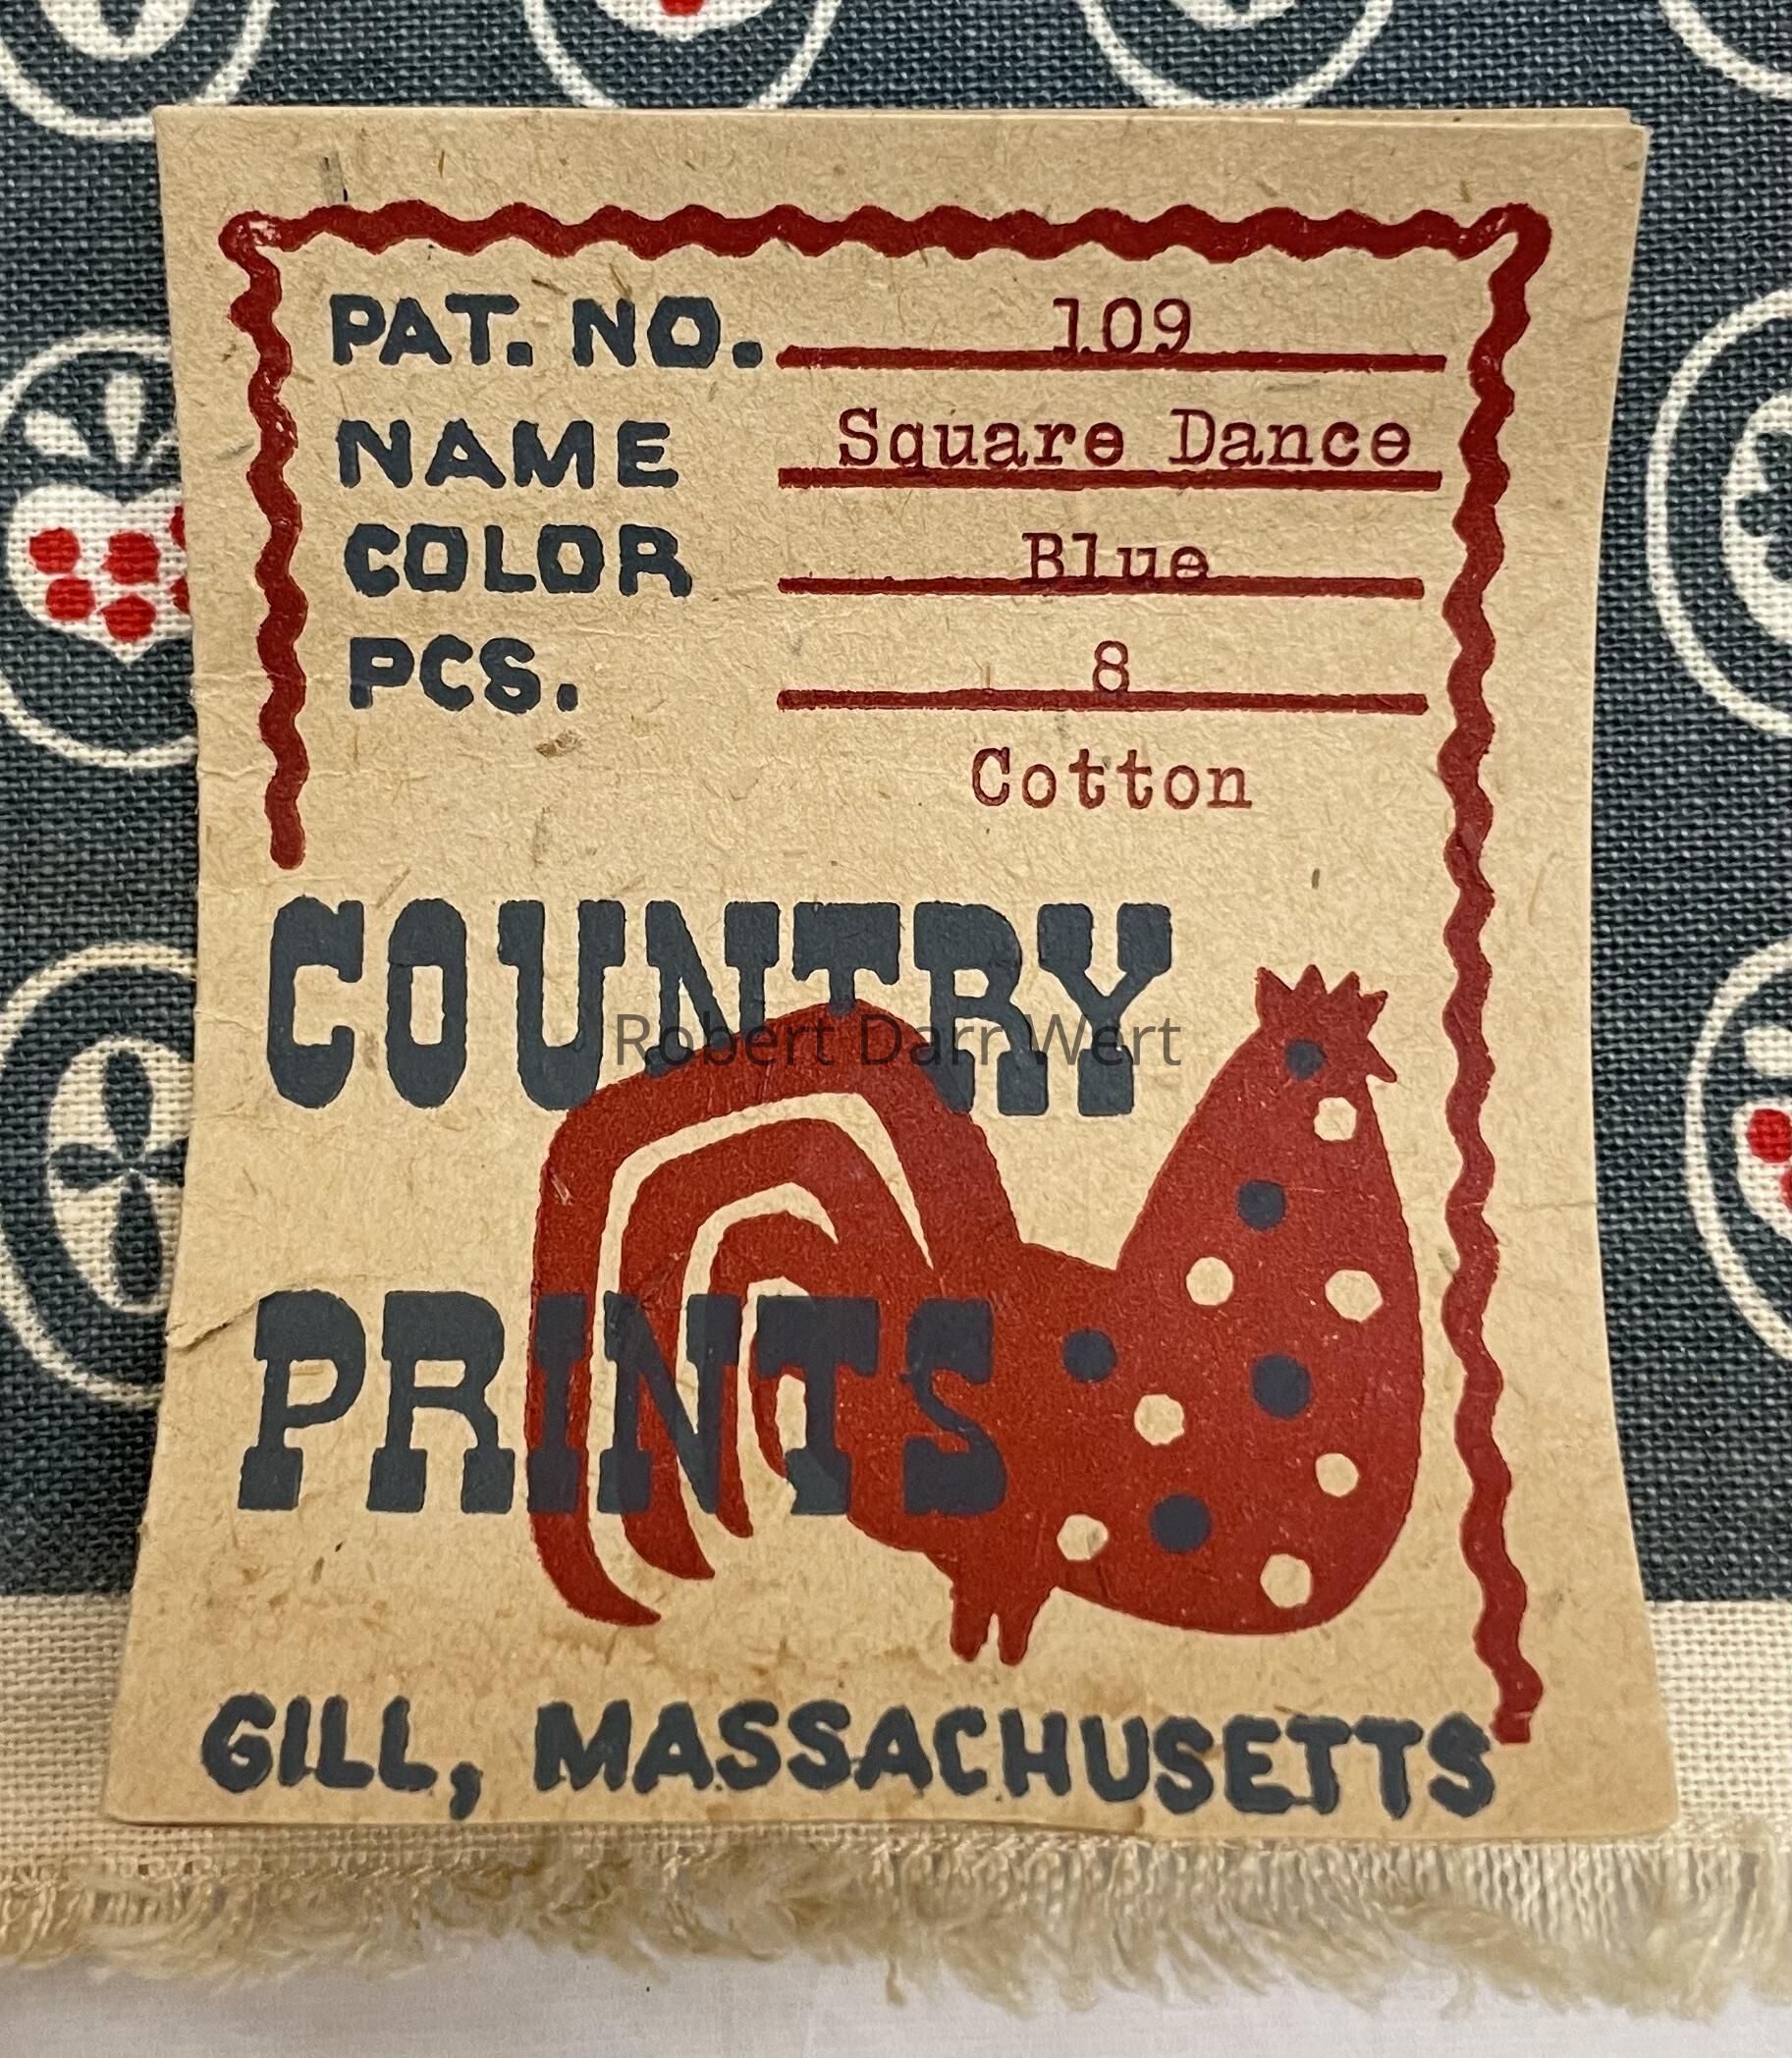 PAT. NO. 109
NAME Square Dance
COLOR Blue
PCS. 8
Cotton
COUNTRY
Robert Darr Wert
PRINTS
GILL, MASSACHUSETTS